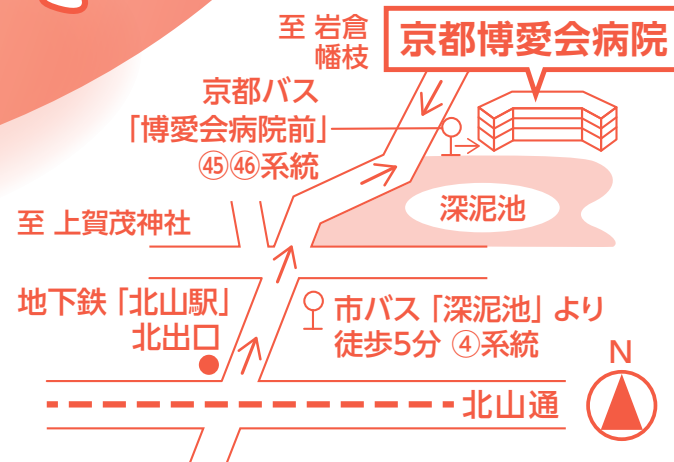 至 岩倉
幡枝
京都博愛会病院
京都バス
「博愛会病院前」
㊺㊻系統
深泥池
至 上賀茂神社
地下鉄「北山駅」
北出口
市バス「深泥池」より
徒歩5分 ④系統
N
北山通